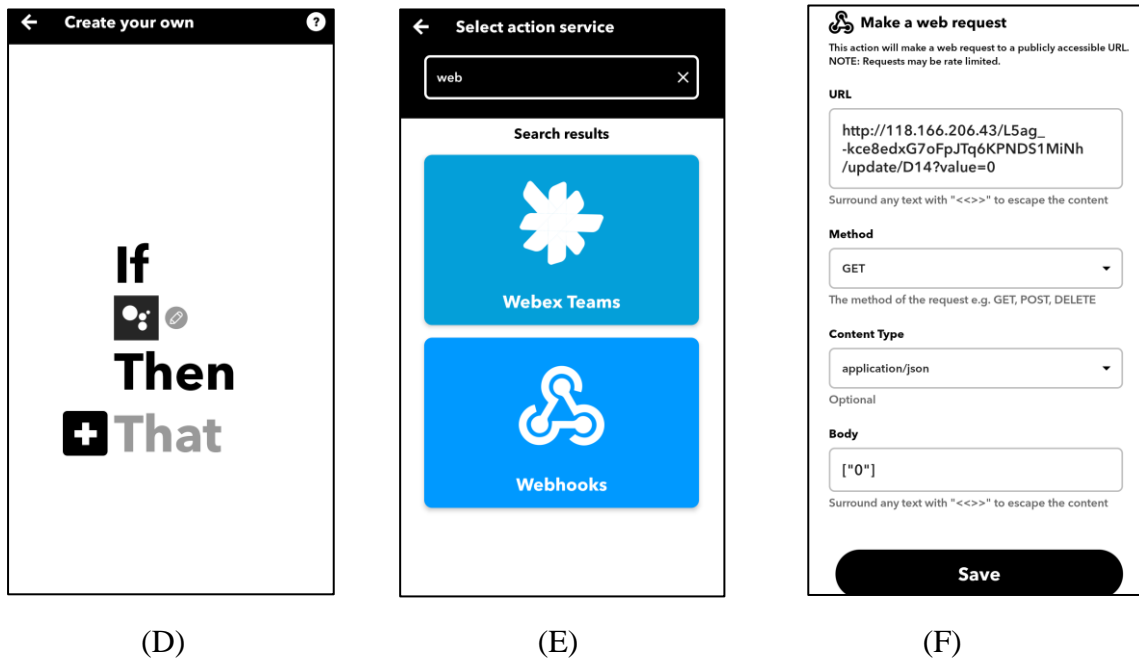 Create your own
?
If
Then
That
(D)
Select action service
web
Search results
Webex Teams
Webhooks
(E)
Make a web request
This action will make a web request to a publicly accessible URL.
NOTE: Requests may be rate limited.
URL
http://118.166.206.43/L5ag_
-kce8edxG7oFpJTq6KPNDS1MiNh
/update/D14?value=0
Surround any text with "<<>>" to escape the content
Method
GET
The method of the request e.g. GET, POST, DELETE
Content Type
application/json
Optional
Body
["0"]
Surround any text with "<<>>" to escape the content
Save
(F)